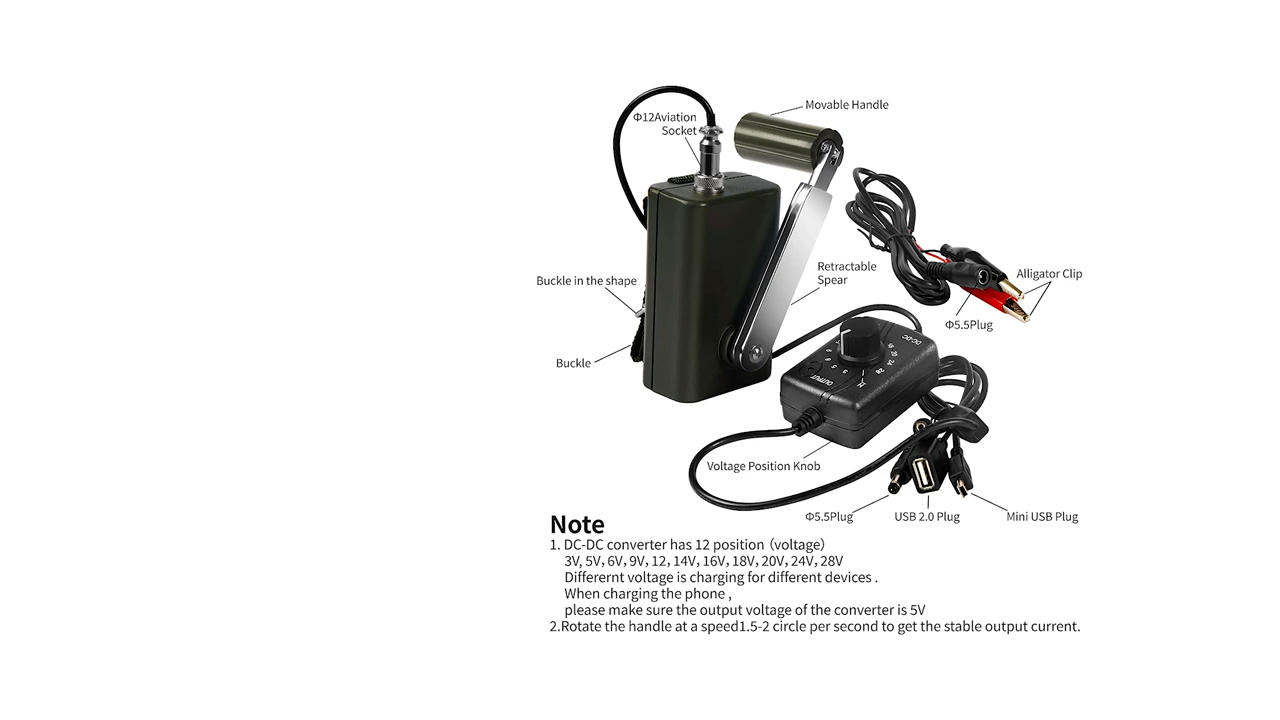 Movable Handle
Φ12Aviation
Socket
Retractable
Spear
Alligator Clip
Buckle in the shape
Φ5.5Plug
Buckle
DC-DC
OUTPUT
Voltage Position Knob
Φ5.5Plug
USB 2.0 Plug
Mini USB Plug
Note
1. DC-DC converter has 12 position (voltage)
3V, 5V, 6V, 9V, 12, 14V, 16V, 18V, 20V, 24V, 28V
Differernt voltage is charging for different devices .
When charging the phone ,
please make sure the output voltage of the converter is 5V
2.Rotate the handle at a speed1.5-2 circle per second to get the stable output current.